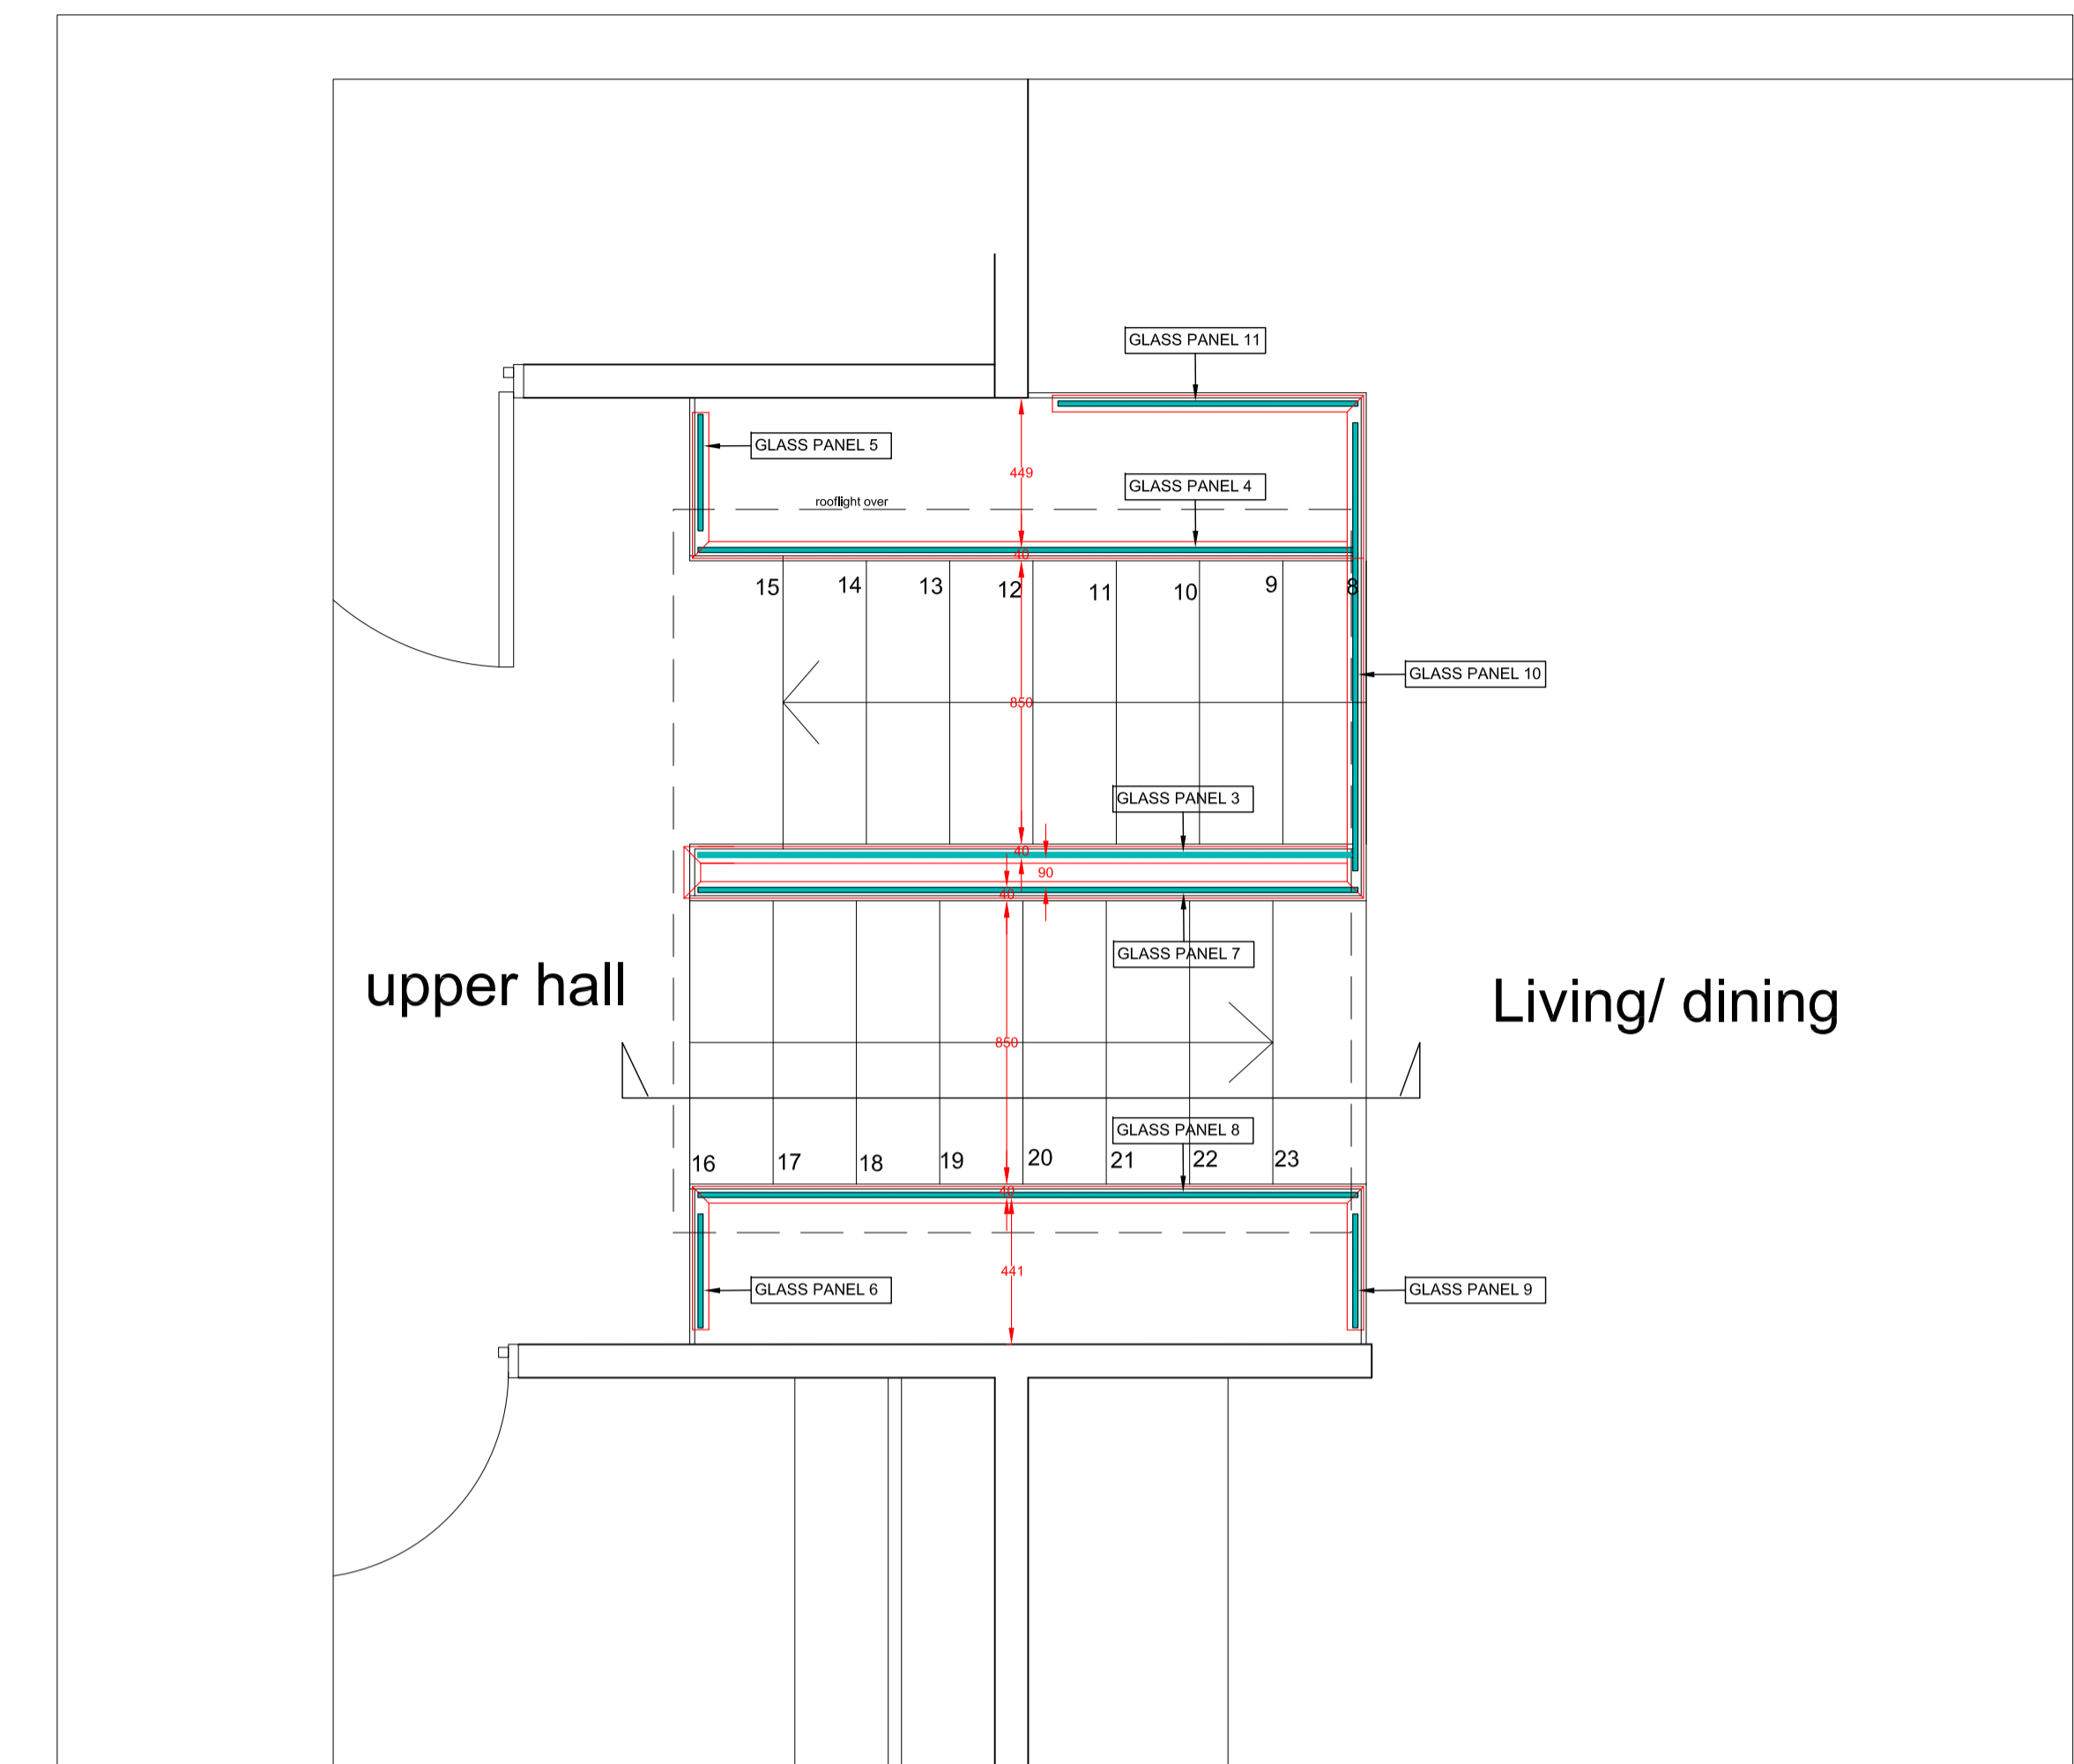 GLASS PANEL 11
GLASS PANEL 5
449
GLASS PANEL 4
rooflight over
40
15
14
13
12
11
10
9
8
GLASS PANEL 10
850
GLASS PANEL 3
40
90
40
GLASS PANEL 7
upper hall
Living/ dining
850
GLASS PANEL 8
16
17
18
19
20
21
22
23
40
441
GLASS PANEL 6
GLASS PANEL 9